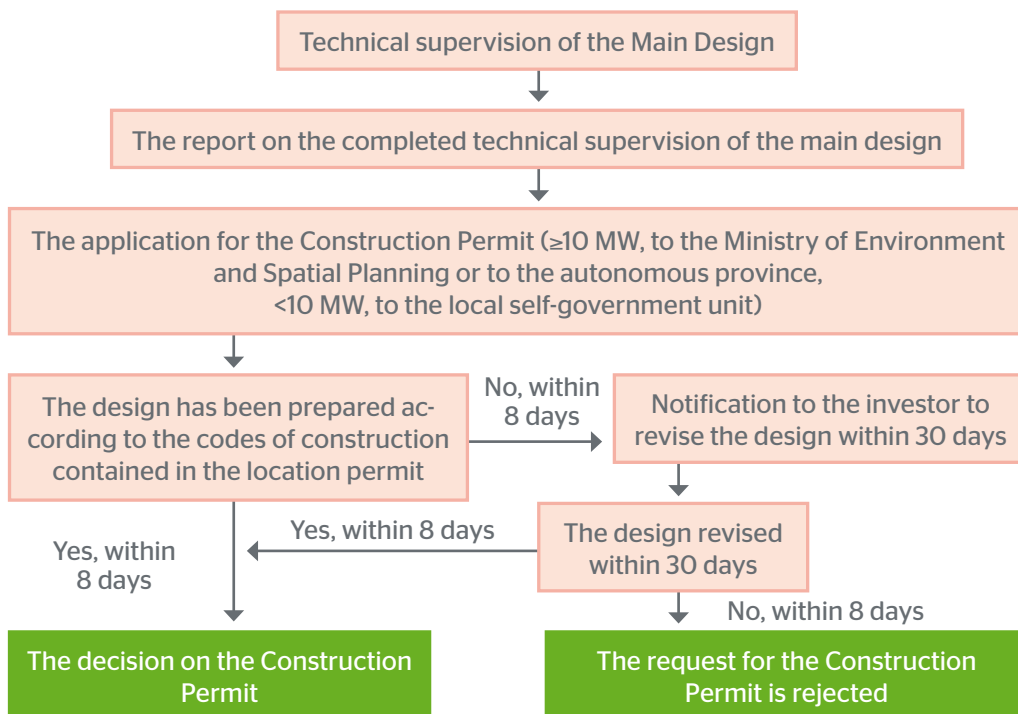 Technical supervision of the Main Design
The report on the completed technical supervision of the main design
The application for the Construction Permit (≥10 MW, to the Ministry of Environment
and Spatial Planning or to the autonomous province,
<10 MW, to the local self-government unit)
The design has been prepared ac-
cording to the codes of construction
contained in the location permit
No, within
8 days
Notification to the investor to
revise the design within 30 days
Yes, within
8 days
Yes, within 8 days
The design revised
within 30 days
No, within 8 days
The decision on the Construction
Permit
The request for the Construction
Permit is rejected